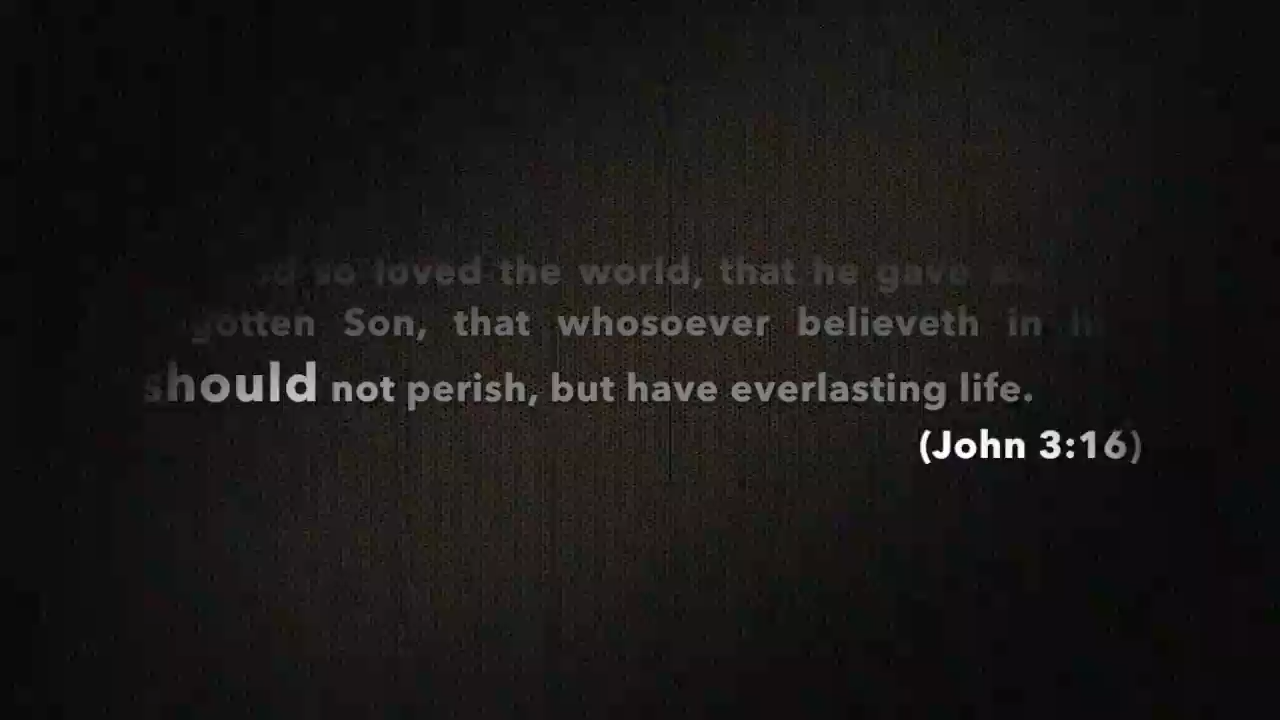 so loved the world, that he gave
gotten Son, that whosoever believeth in
should not perish, but have everlasting life.
(John 3:16)